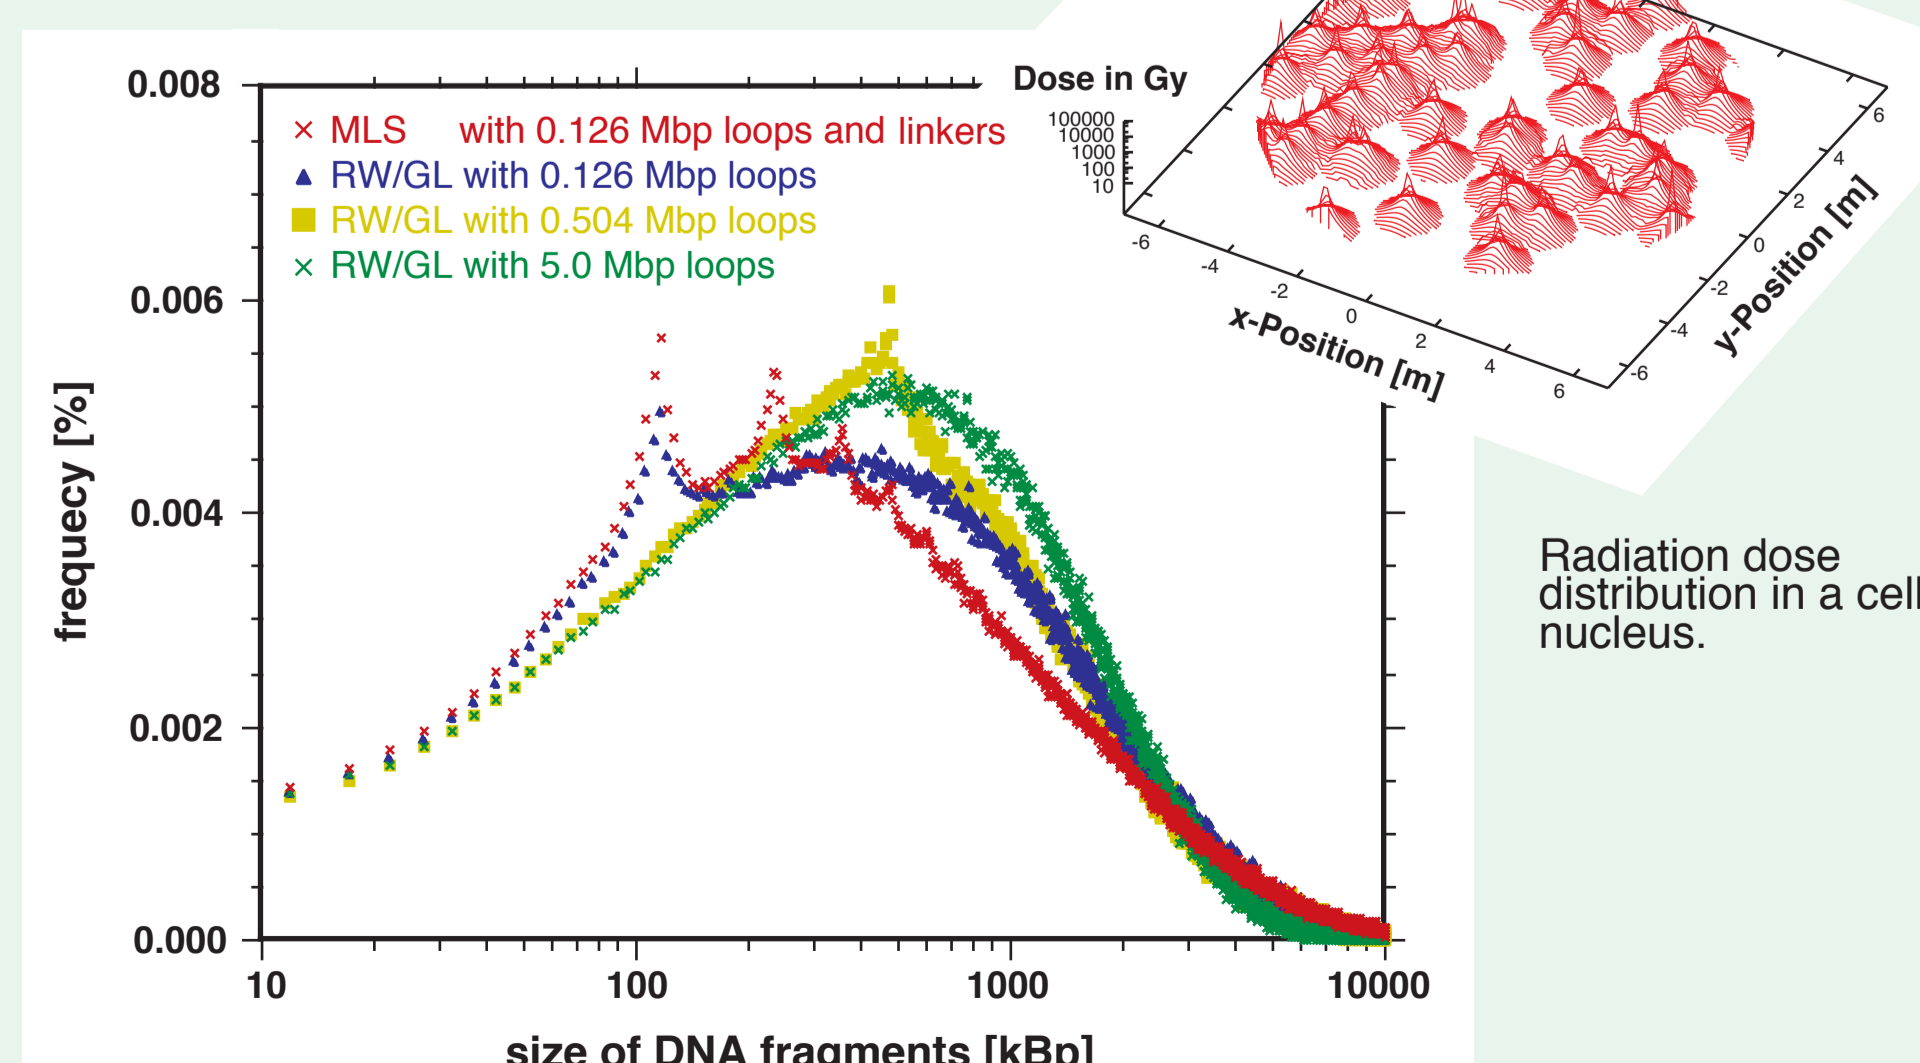 Dose in Gy
100000
10000
1000
100
10
-6
-4
-2
0
2
4
6
x-Position [m]
6
4
2
0
-2
-4
-6
y-Position [m]
0.008
0.006
0.004
0.002
0.000
frequecy [%]
MLS with 0.126 Mbp loops and linkers
RW/GL with 0.126 Mbp loops
RW/GL with 0.504 Mbp loops
RW/GL with 5.0 Mbp loops
10
100
1000
10000
size of DNA fragments [kBp]
Radiation dose
distribution in a cell
nucleus.